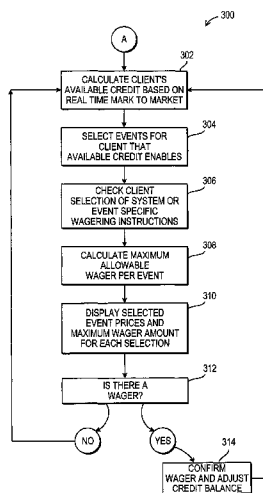 300
A
302
CALCULATE CLIENT'S
AVAILABLE CREDIT BASED ON
REAL TIME MARK TO MARKET
304
SELECT EVENTS FOR
CLIENT THAT
AVAILABLE CREDIT ENABLES
306
CHECK CLIENT
SELECTION OF SYSTEM OR
EVENT SPECIFIC
WAGERING INSTRUCTIONS
308
CALCULATE MAXIMUM
ALLOWABLE
WAGER PER EVENT
310
DISPLAY SELECTED
EVENT PRICES AND
MAXIMUM WAGER AMOUNT
FOR EACH SELECTION
312
IS THERE A
WAGER?
NO
YES
314
CONFIRM
WAGER AND ADJUST
CREDIT BALANCE